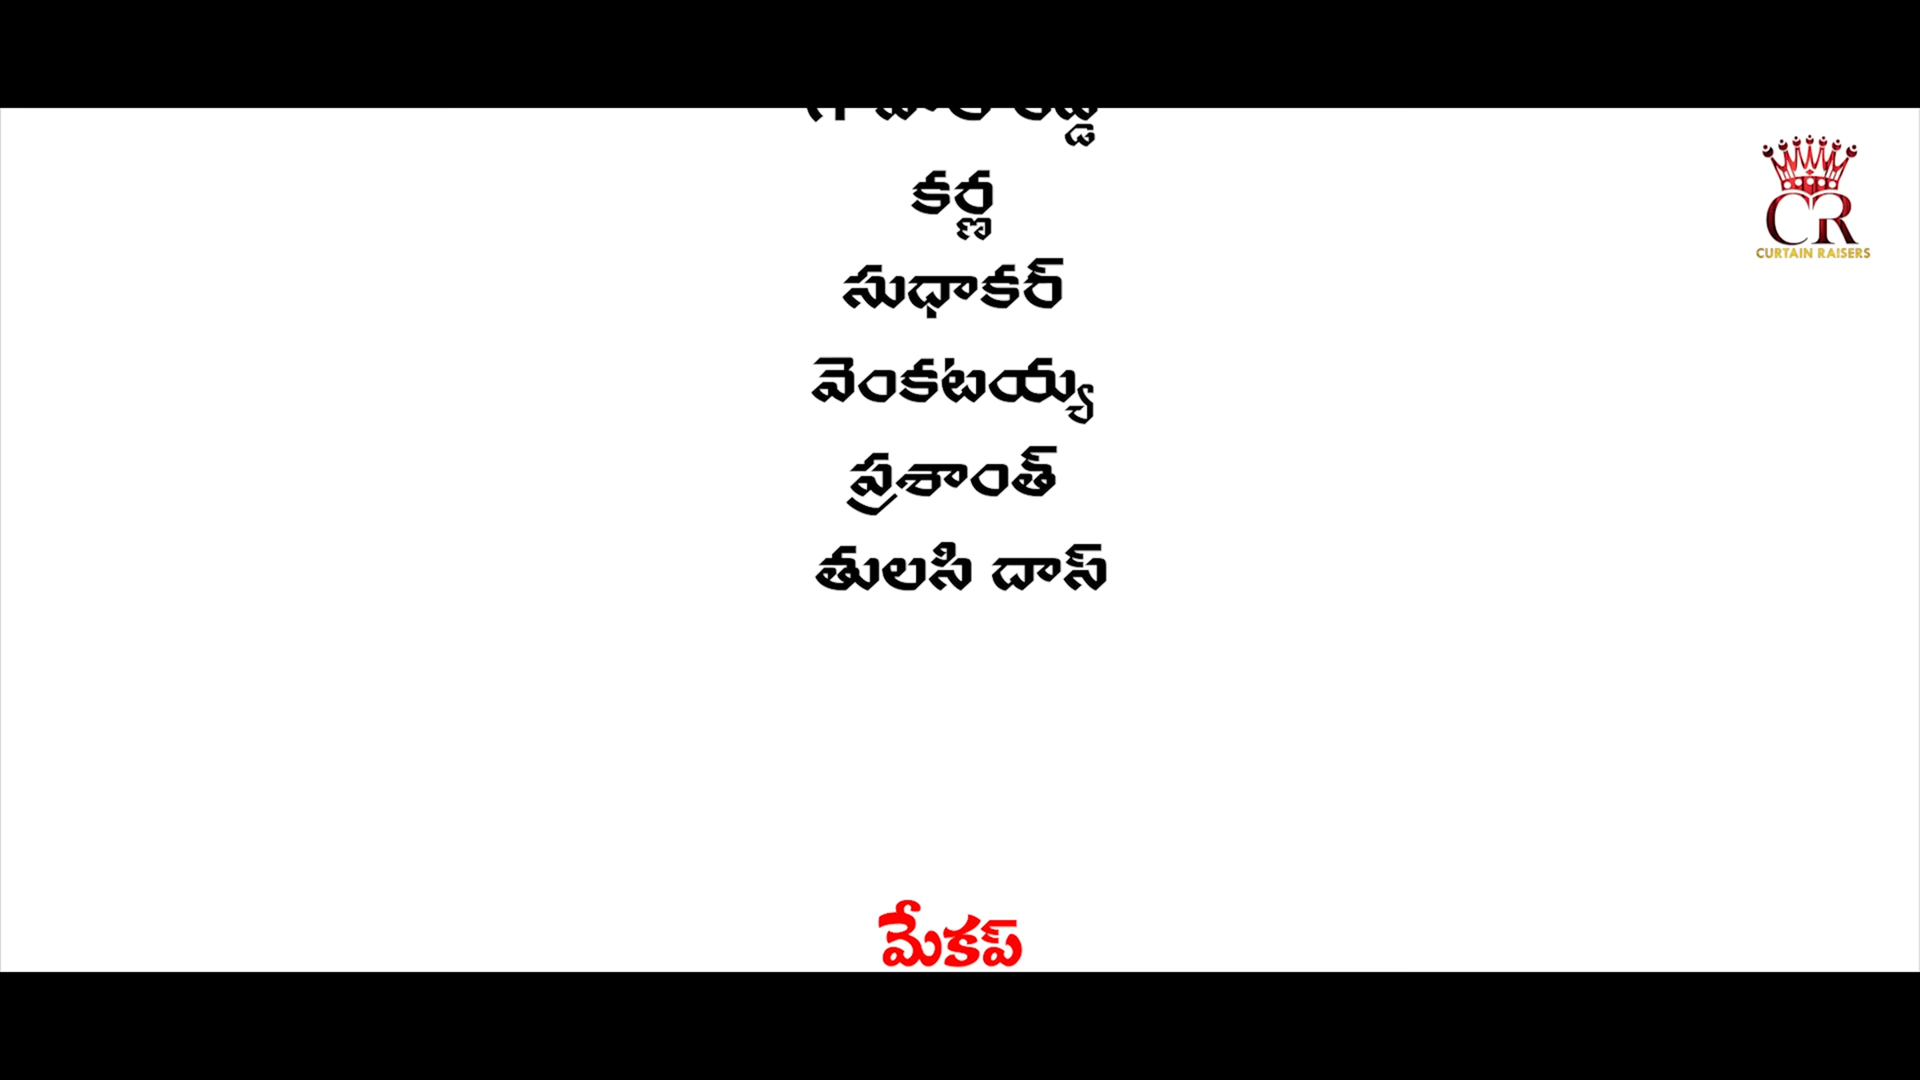 కర్ణ
సుధాకర్
వెంకటయ్య
ప్రశాంత్
తులసి దాస్
మేకప్
CR
CURTAIN RAISERS